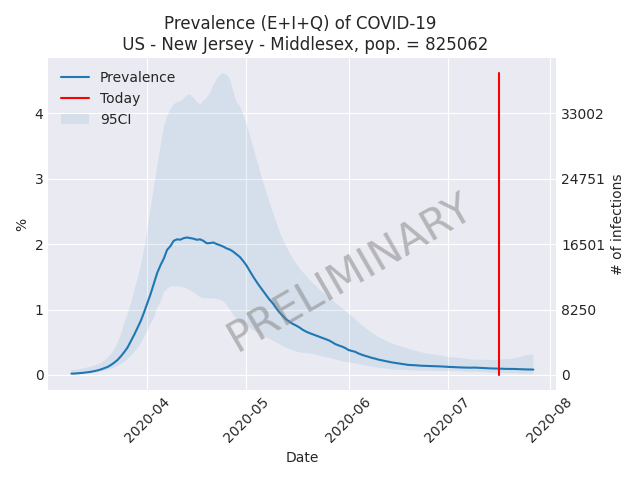 Prevalence (E+I+Q) of COVID-19
US - New Jersey - Middlesex, pop. = 825062
Prevalence
Today
95CI
4
3
2
1
0
%
33002
24751
16501
8250
0
# of infections
PRELIMINARY
2020-04
2020-05
2020-06
2020-07
2020-08
Date